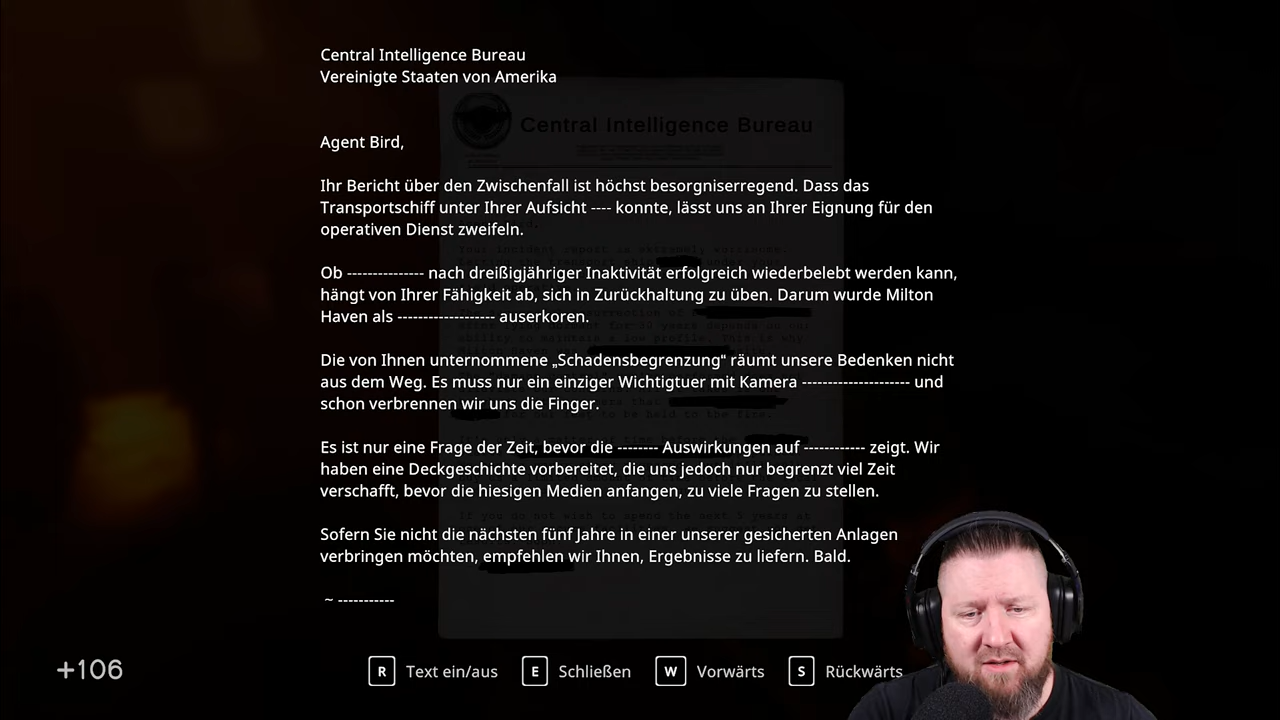 Central Intelligence Bureau
Vereinigte Staaten von Amerika
Central Intelligence Bureau
Agent Bird,
Ihr Bericht über den Zwischenfall ist höchst besorgniserregend. Dass das
Transportschiff unter Ihrer Aufsicht ---- konnte, lässt uns an Ihrer Eignung für den
operativen Dienst zweifeln.
Ob --------------- nach dreißigjähriger Inaktivität erfolgreich wiederbelebt werden kann,
hängt von Ihrer Fähigkeit ab, sich in Zurückhaltung zu üben. Darum wurde Milton
Haven als ------------------- auserkoren.
Die von Ihnen unternommene „Schadensbegrenzung“ räumt unsere Bedenken nicht
aus dem Weg. Es muss nur ein einziger Wichtigtuer mit Kamera --------------------- und
schon verbrennen wir uns die Finger.
Es ist nur eine Frage der Zeit, bevor die -------- Auswirkungen auf ------------ zeigt. Wir
haben eine Deckgeschichte vorbereitet, die uns jedoch nur begrenzt viel Zeit
verschafft, bevor die hiesigen Medien anfangen, zu viele Fragen zu stellen.
Sofern Sie nicht die nächsten fünf Jahre in einer unserer gesicherten Anlagen
verbringen möchten, empfehlen wir Ihnen, Ergebnisse zu liefern. Bald.
~ -----------
+106
R Text ein/aus E Schließen W Vorwärts S Rückwärts